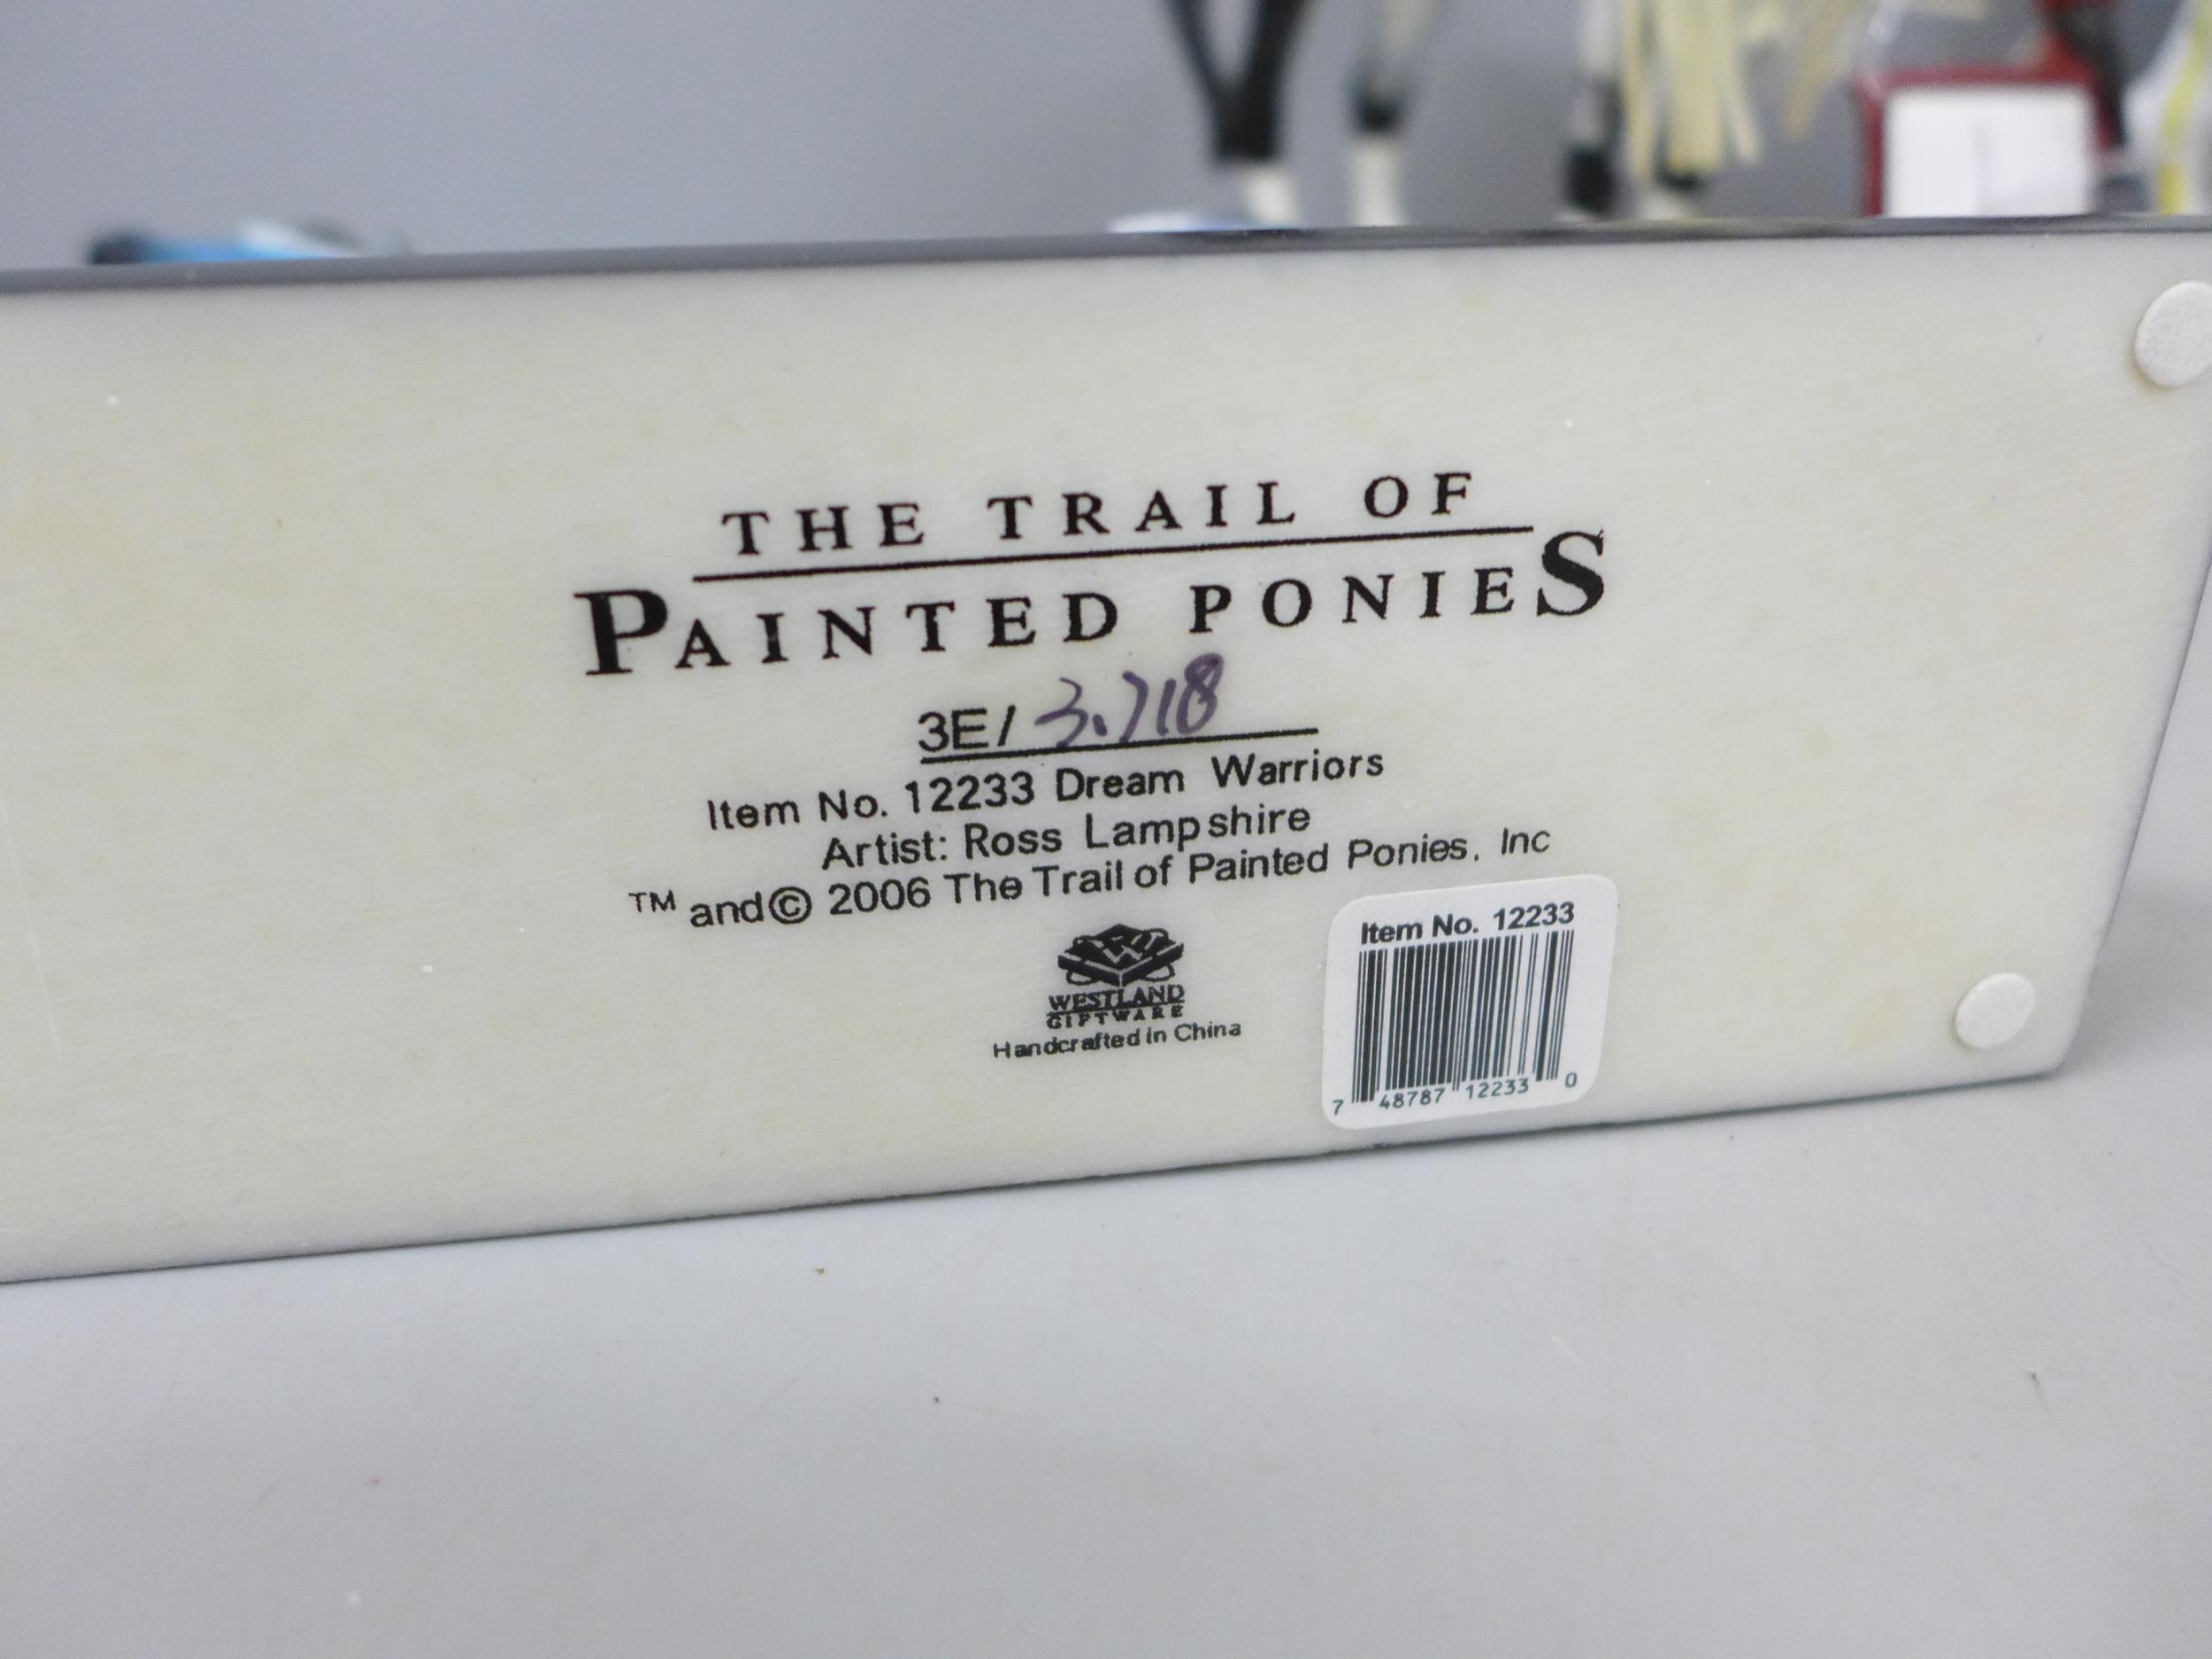 THE TRAIL OF
PAINTED PONIES
3E/ 3.718
Item No. 12233 Dream Warriors
Artist: Ross Lampshire
TM and © 2006 The Trail of Painted Ponies, Inc
WESTLAND
GIFTWARE
Handcrafted in China
Item No. 12233
7 48787 12233 0